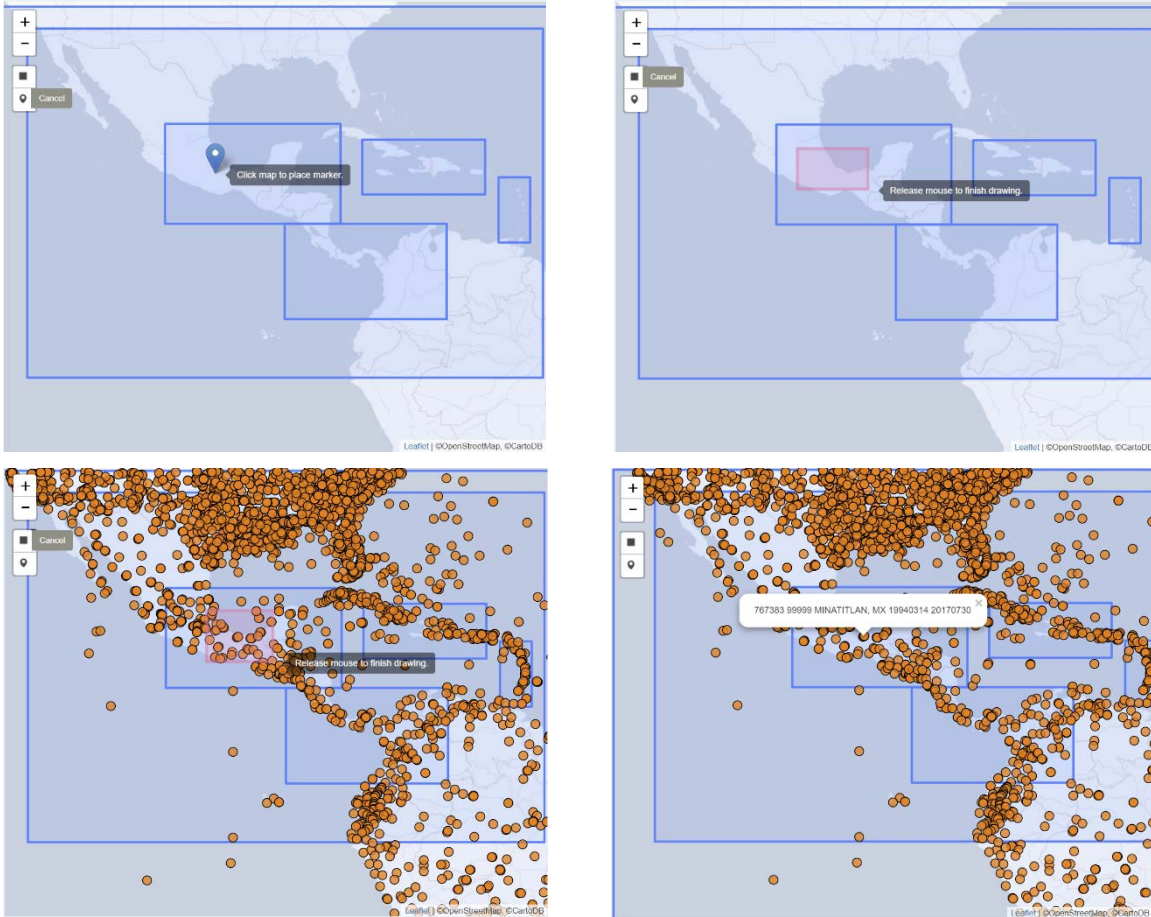 +
−
Cancel
Click map to place marker.
Leaflet | ©OpenStreetMap, ©CartoDB
+
−
Cancel
Release mouse to finish drawing.
Leaflet | ©OpenStreetMap, ©CartoDB
+
−
Cancel
Release mouse to finish drawing.
Leaflet | ©OpenStreetMap, ©CartoDB
+
−
767383 99999 MINATITLAN, MX 19940314 20170730 ×
Leaflet | ©OpenStreetMap, ©CartoDB